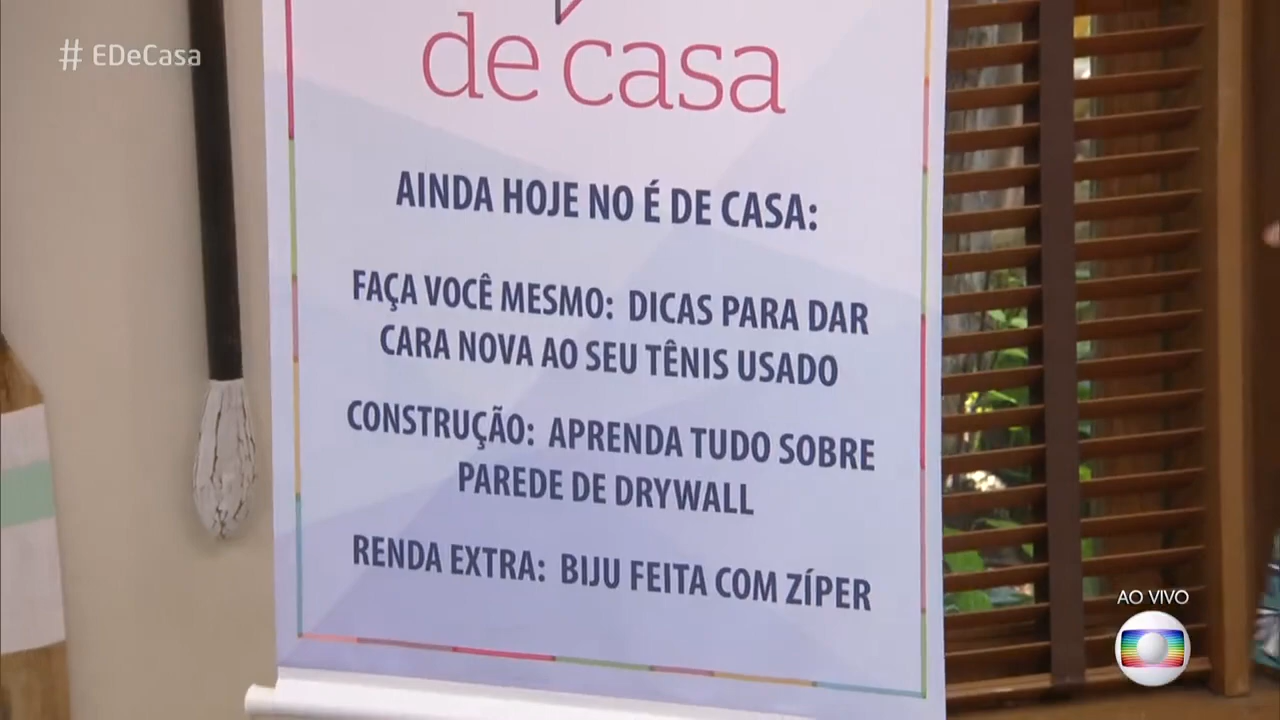 # EDeCasa
de casa
AINDA HOJE NO É DE CASA:
FAÇA VOCÊ MESMO: DICAS PARA DAR
CARA NOVA AO SEU TÊNIS USADO
CONSTRUÇÃO: APRENDA TUDO SOBRE
PAREDE DE DRYWALL
RENDA EXTRA: BIJU FEITA COM ZÍPER
AO VIVO